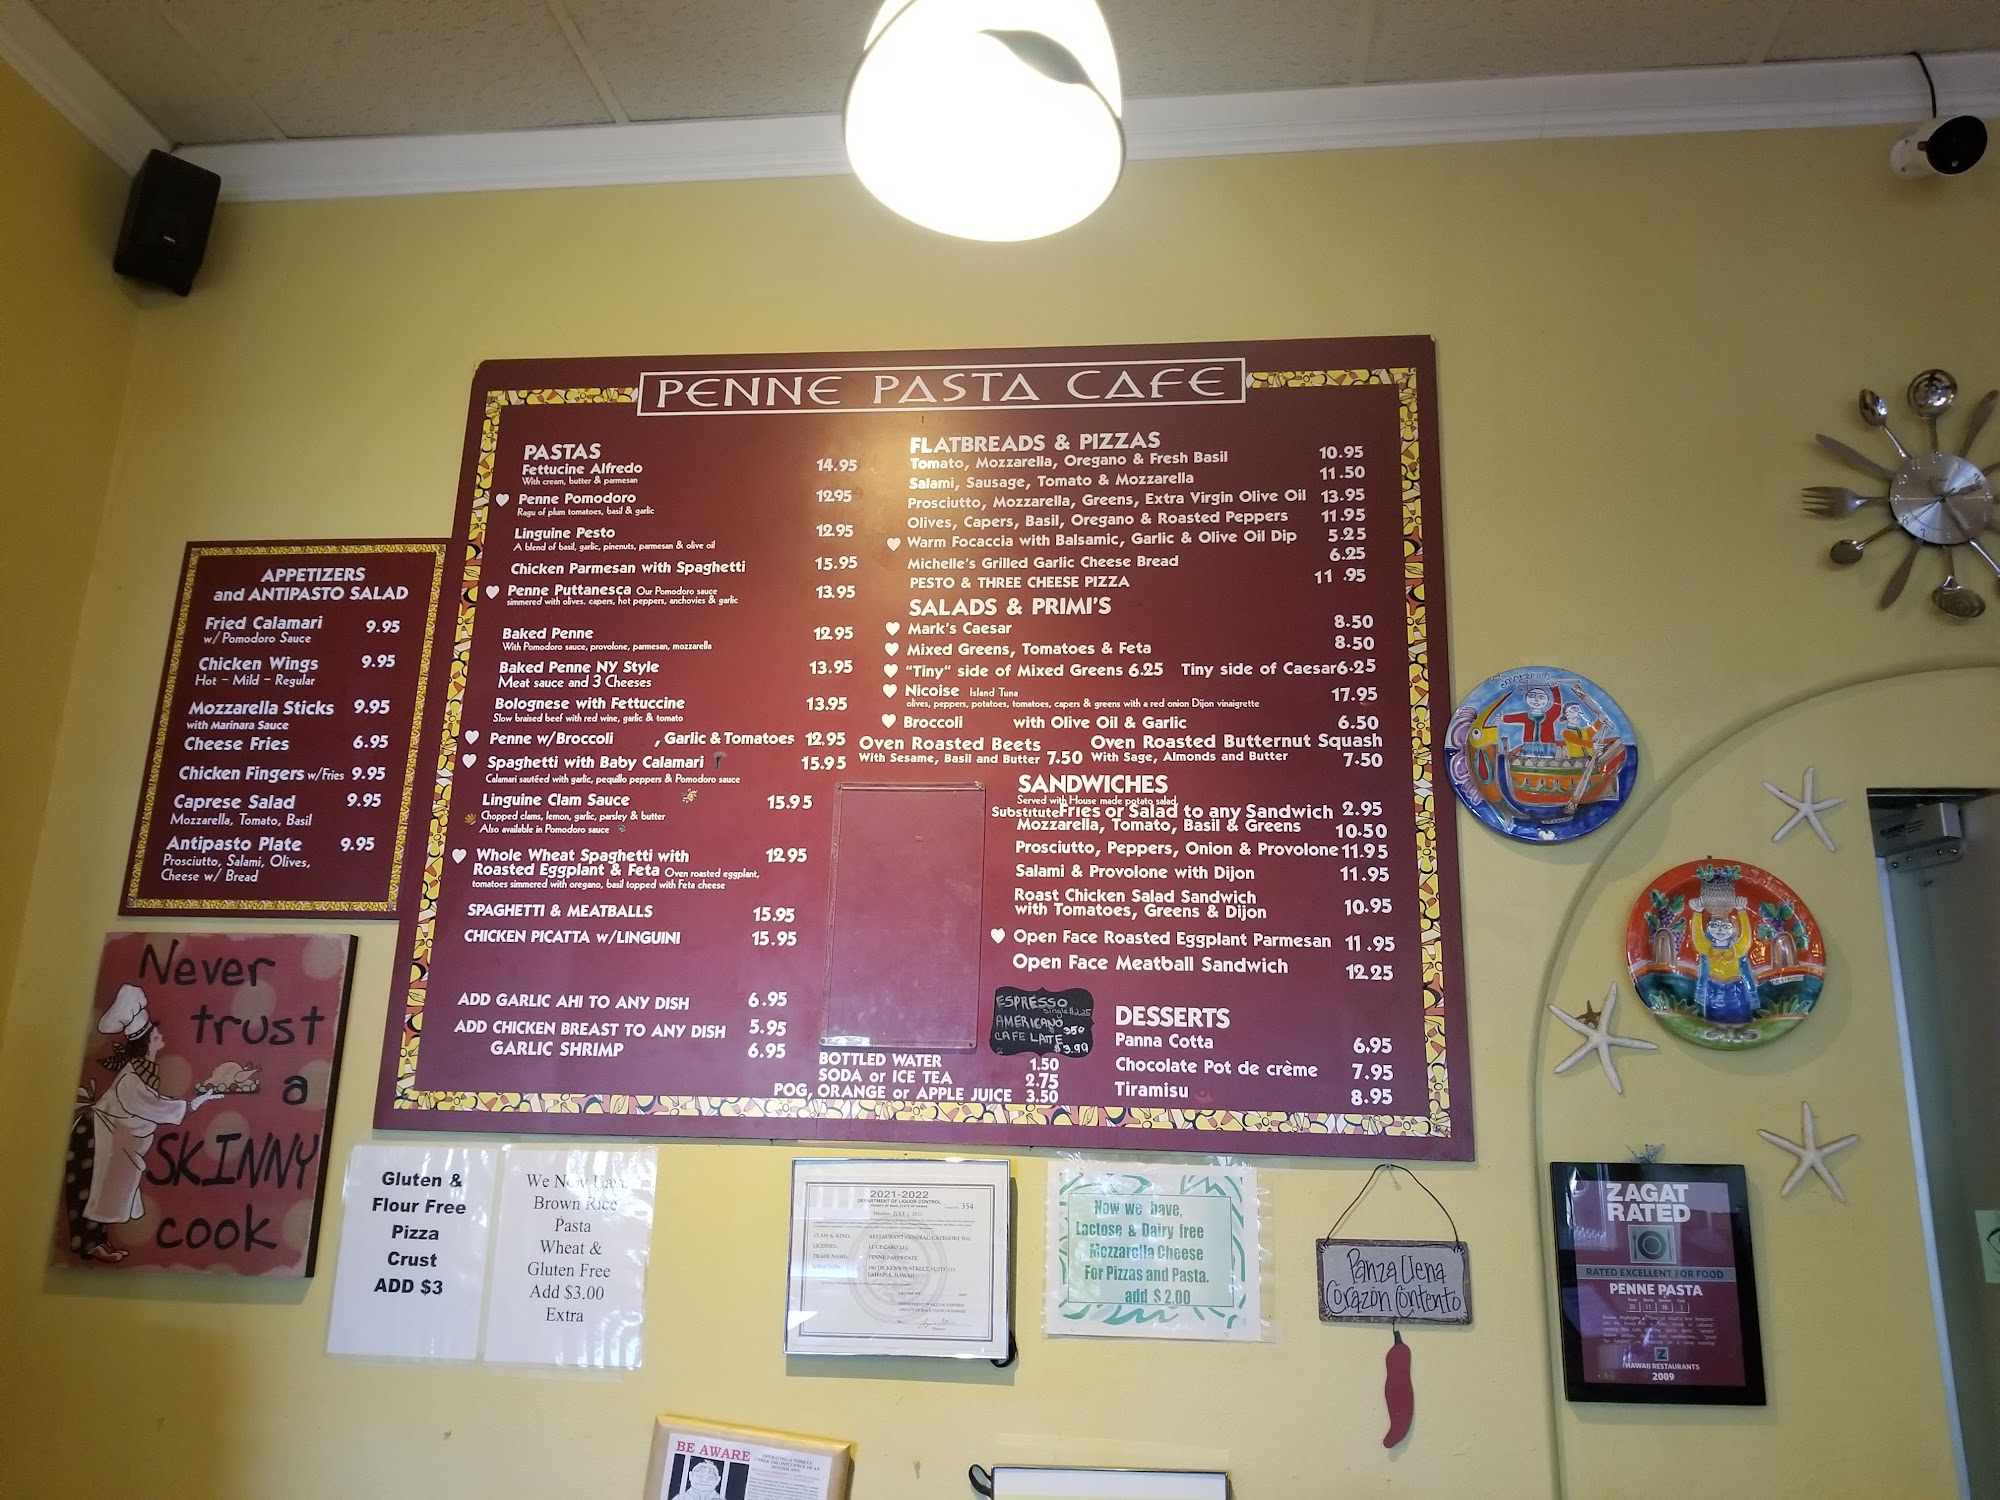 PENNE PASTA CAFE
APPETIZERS
and ANTIPASTO SALAD
Fried Calamari 9.95
w/ Pomodoro Sauce
Chicken Wings 9.95
Hot - Mild - Regular
Mozzarella Sticks 9.95
with Marinara Sauce
Cheese Fries 6.95
Chicken Fingers w/Fries 9.95
Caprese Salad 9.95
Mozzarella, Tomato, Basil
Antipasto Plate 9.95
Prosciutto, Salami, Olives,
Cheese w/ Bread
PASTAS
Fettucine Alfredo 14.95
With cream, butter & parmesan
Penne Pomodoro 12.95
Ragu of plum tomatoes, basil & garlic
Linguine Pesto 12.95
A blend of basil, garlic, pinenuts, parmesan & olive oil
Chicken Parmesan with Spaghetti 15.95
Penne Puttanesca Our Pomodoro sauce 13.95
simmered with olives. capers, hot peppers, anchovies & garlic
Baked Penne 12.95
With Pomodoro sauce, provolone, parmesan, mozzarella
Baked Penne NY Style 13.95
Meat sauce and 3 Cheeses
Bolognese with Fettuccine 13.95
Slow braised beef with red wine, garlic & tomato
Penne w/Broccoli , Garlic & Tomatoes 12.95
Spaghetti with Baby Calamari 15.95
Calamari sautéed with garlic, pequillo peppers & Pomodoro sauce
Linguine Clam Sauce 15.95
Chopped clams, lemon, garlic, parsley & butter
Also available in Pomodoro sauce
Whole Wheat Spaghetti with 12.95
Roasted Eggplant & Feta Oven roasted eggplant,
tomatoes simmered with oregano, basil topped with Feta cheese
SPAGHETTI & MEATBALLS 15.95
CHICKEN PICATTA w/LINGUINI 15.95
ADD GARLIC AHI TO ANY DISH 6.95
ADD CHICKEN BREAST TO ANY DISH 5.95
GARLIC SHRIMP 6.95
FLATBREADS & PIZZAS
Tomato, Mozzarella, Oregano & Fresh Basil 10.95
Salami, Sausage, Tomato & Mozzarella 11.50
Prosciutto, Mozzarella, Greens, Extra Virgin Olive Oil 13.95
Olives, Capers, Basil, Oregano & Roasted Peppers 11.95
Warm Focaccia with Balsamic, Garlic & Olive Oil Dip 5.25
Michelle's Grilled Garlic Cheese Bread 6.25
PESTO & THREE CHEESE PIZZA 11.95
SALADS & PRIMI'S
Mark's Caesar 8.50
Mixed Greens, Tomatoes & Feta 8.50
"Tiny" side of Mixed Greens 6.25 Tiny side of Caesar 6.25
Nicoise Island Tuna 17.95
olives, peppers, potatoes, tomatoes, capers & greens with a red onion Dijon vinaigrette
Broccoli with Olive Oil & Garlic 6.50
Oven Roasted Beets Oven Roasted Butternut Squash
With Sesame, Basil and Butter 7.50 With Sage, Almonds and Butter 7.50
SANDWICHES
Served with House made potato salad
Substitute Fries or Salad to any Sandwich 2.95
Mozzarella, Tomato, Basil & Greens 10.50
Prosciutto, Peppers, Onion & Provolone 11.95
Salami & Provolone with Dijon 11.95
Roast Chicken Salad Sandwich
with Tomatoes, Greens & Dijon 10.95
Open Face Roasted Eggplant Parmesan 11.95
Open Face Meatball Sandwich 12.25
ESPRESSO
Single $2.25
AMERICANO $ 3.50
CAFE LATTE $3.99
BOTTLED WATER 1.50
SODA or ICE TEA 2.75
POG, ORANGE or APPLE JUICE 3.50
DESSERTS
Panna Cotta 6.95
Chocolate Pot de crème 7.95
Tiramisu 8.95
Never
trust
a
SKINNY
cook
Gluten &
Flour Free
Pizza
Crust
ADD $3
We Now Have
Brown Rice
Pasta
Wheat &
Gluten Free
Add $3.00
Extra
2021-2022
DEPARTMENT OF LIQUOR CONTROL
354
PENNE PASTA CAFE
Now we have,
Lactose & Dairy free
Mozzarella Cheese
For Pizzas and Pasta.
add $ 2.00
Panza Llena
Corazon Contento
ZAGAT
RATED
RATED EXCELLENT FOR FOOD
PENNE PASTA
HAWAII RESTAURANTS
2009
BE AWARE